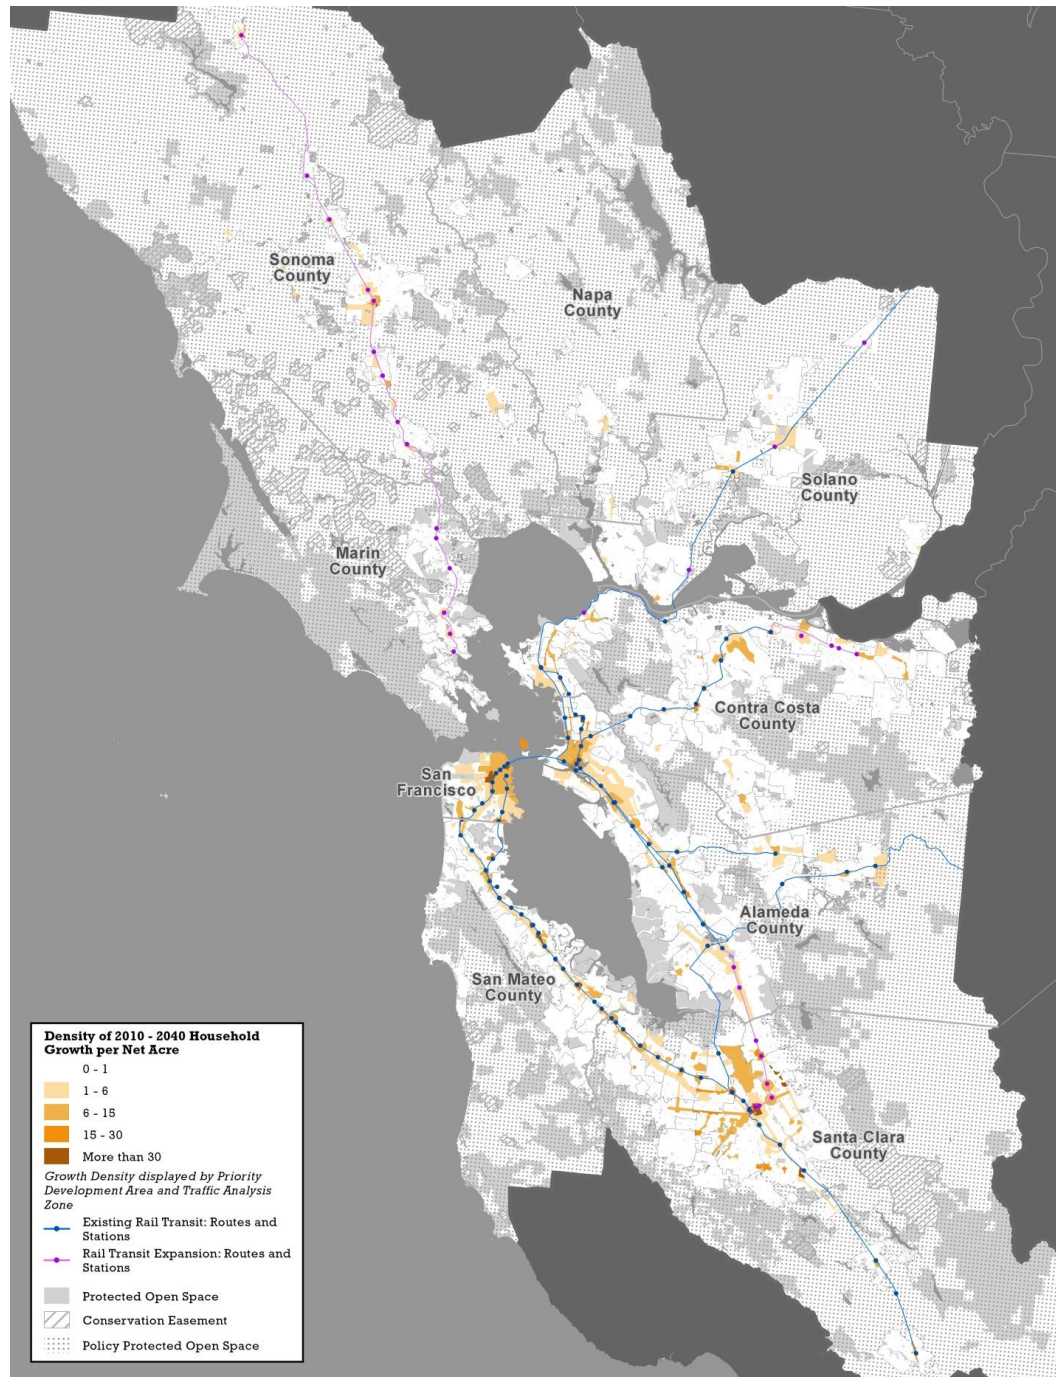 Sonoma
County
Napa
County
Solano
County
Marin
County
Contra Costa
County
San
Francisco
Alameda
County
San Mateo
County
Santa Clara
County
Density of 2010 - 2040 Household
Growth per Net Acre
0 - 1
1 - 6
6 - 15
15 - 30
More than 30
Growth Density displayed by Priority
Development Area and Traffic Analysis
Zone
Existing Rail Transit: Routes and
Stations
Rail Transit Expansion: Routes and
Stations
Protected Open Space
Conservation Easement
Policy Protected Open Space